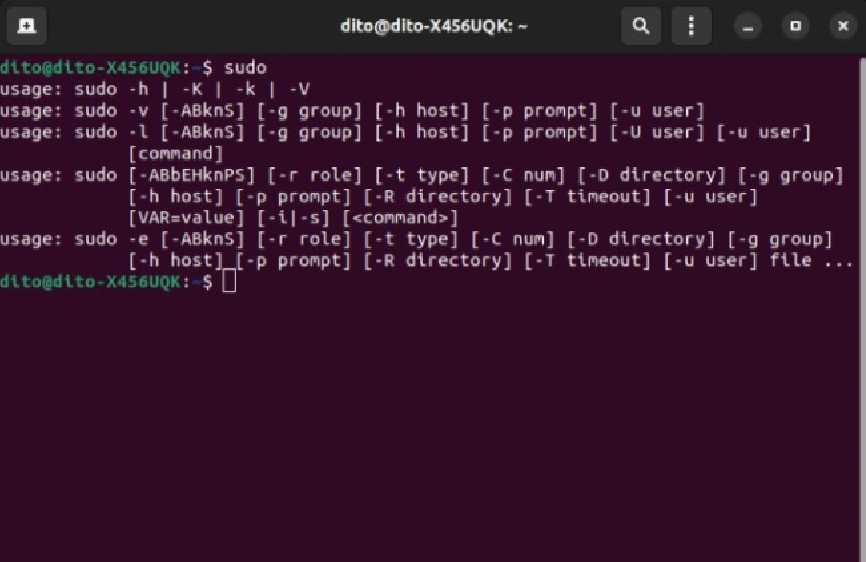 dito@dito-X456UQK: ~
dito@dito-X456UQK:~$ sudo
usage: sudo -h | -K | -k | -V
usage: sudo -v [-ABknS] [-g group] [-h host] [-p prompt] [-u user]
usage: sudo -l [-ABknS] [-g group] [-h host] [-p prompt] [-U user] [-u user]
[command]
usage: sudo [-ABbEHknPS] [-r role] [-t type] [-C num] [-D directory] [-g group]
[-h host] [-p prompt] [-R directory] [-T timeout] [-u user]
[VAR=value] [-i|-s] [<command>]
usage: sudo -e [-ABknS] [-r role] [-t type] [-C num] [-D directory] [-g group]
[-h host] [-p prompt] [-R directory] [-T timeout] [-u user] file ...
dito@dito-X456UQK:~$